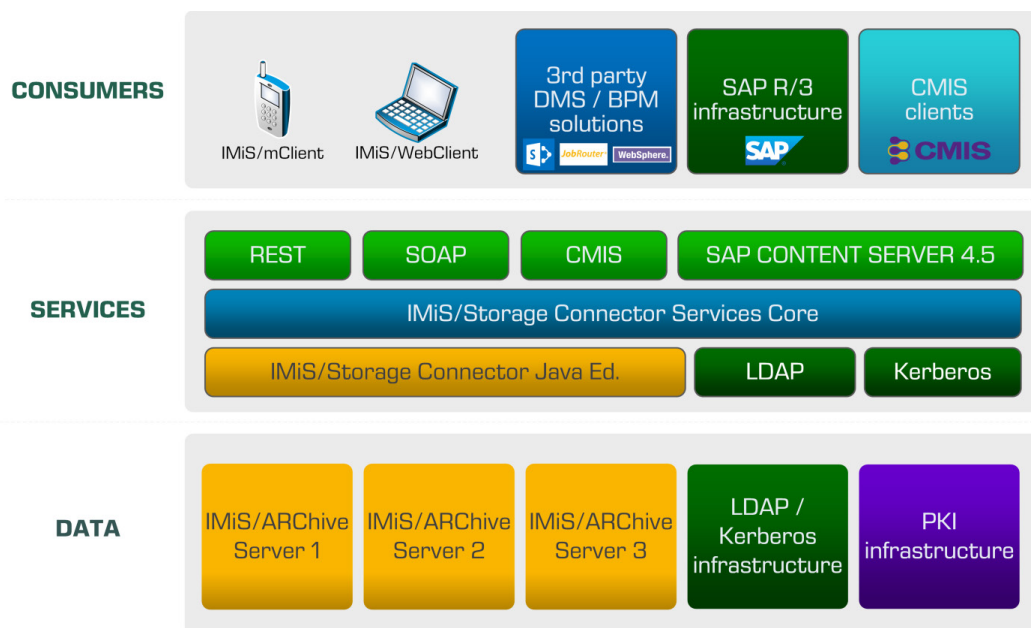 CONSUMERS
IMiS/mClient
IMiS/WebClient
3rd party
DMS / BPM
solutions
S
JobRouter
WebSphere.
SAP R/3
infrastructure
SAP
CMIS
clients
CMIS
SERVICES
REST
SOAP
CMIS
SAP CONTENT SERVER 4.5
IMiS/Storage Connector Services Core
IMiS/Storage Connector Java Ed.
LDAP
Kerberos
DATA
IMiS/ARChive
Server 1
IMiS/ARChive
Server 2
IMiS/ARChive
Server 3
LDAP /
Kerberos
infrastructure
PKI
infrastructure